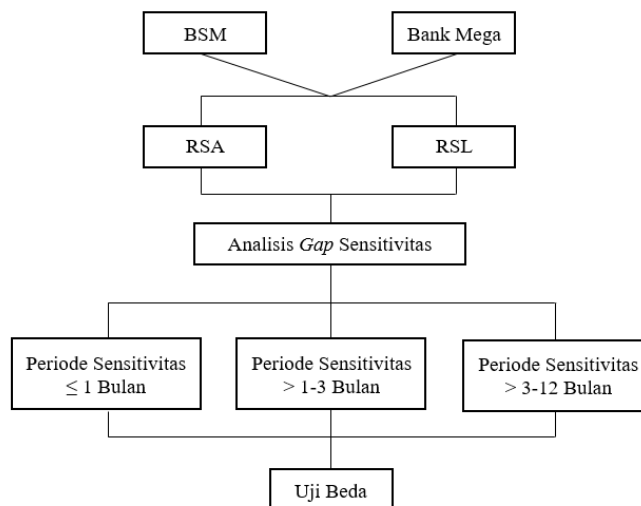 BSM
Bank Mega
RSA
RSL
Analisis Gap Sensitivitas
Periode Sensitivitas
≤ 1 Bulan
Periode Sensitivitas
> 1-3 Bulan
Periode Sensitivitas
> 3-12 Bulan
Uji Beda